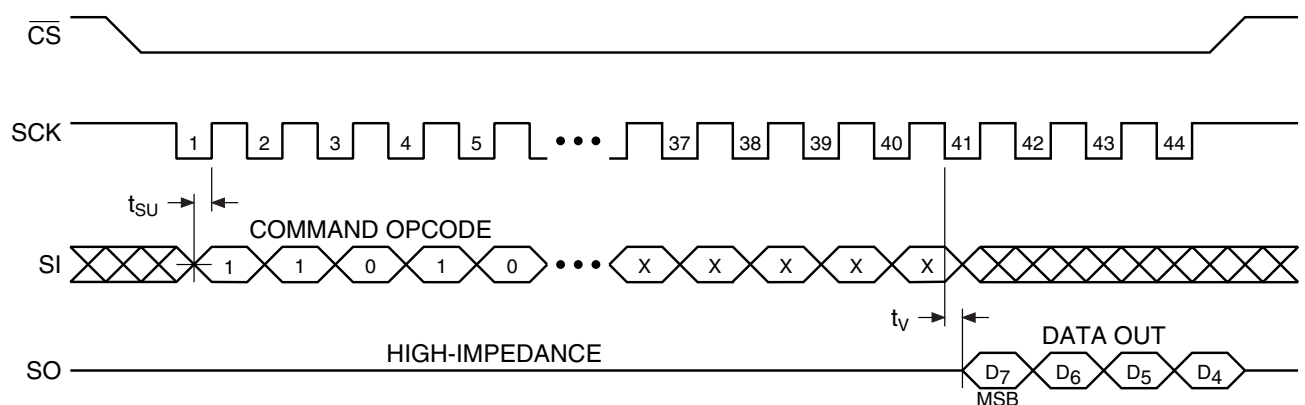 CS
SCK 1 2 3 4 5 ••• 37 38 39 40 41 42 43 44
tSU
COMMAND OPCODE
SI 1 1 0 1 0 ••• X X X X X
tV
HIGH-IMPEDANCE
DATA OUT
SO D7 D6 D5 D4
MSB